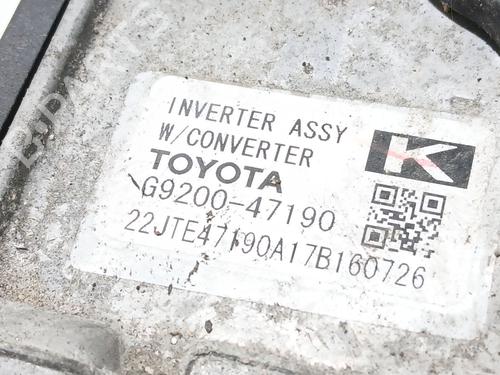 INVERTER ASSY
W/CONVERTER
TOYOTA
G9200-47190
22JTE47190A17B160726
K